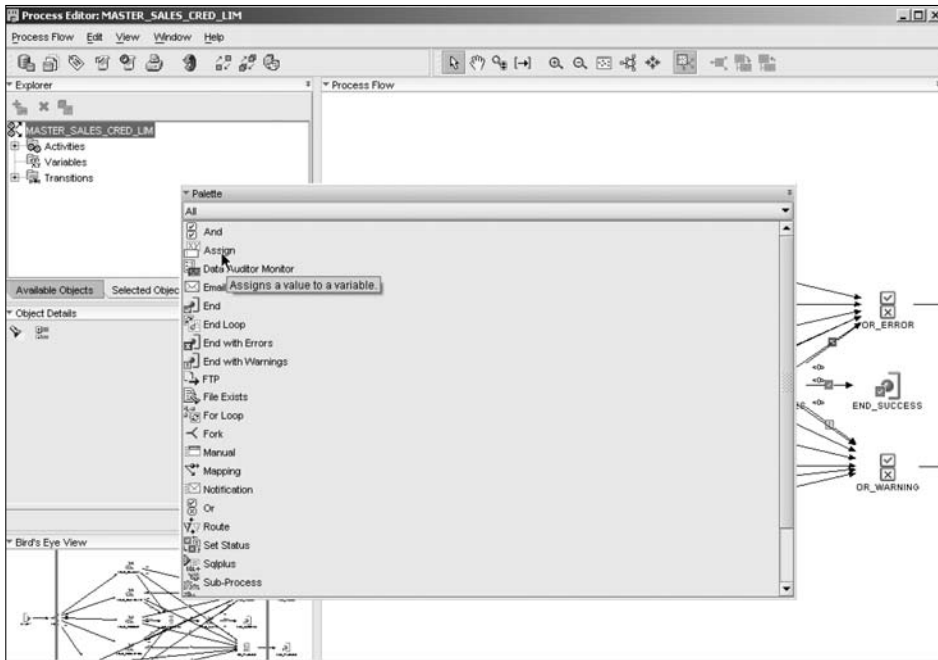 Process Editor: MASTER_SALES_CRED_LIM
Process Flow Edit View Window Help
Explorer
Process Flow
MASTER_SALES_CRED_LIM
Activities
Variables
Transitions
Palette
All
And
Assign
Data Auditor Monitor
Email
Assigns a value to a variable.
End
End Loop
End with Errors
End with Warnings
FTP
File Exists
For Loop
Fork
Manual
Mapping
Notification
Or
Route
Set Status
Sqlplus
Sub-Process
Available Objects Selected Objec
Object Details
OR_ERROR
END_SUCCESS
OR_WARNING
Bird's Eye View